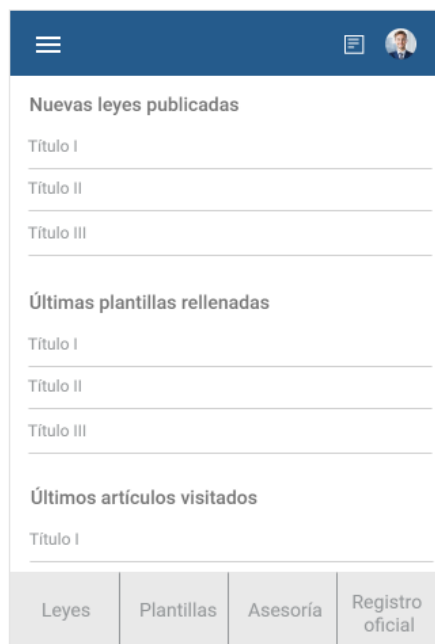 Nuevas leyes publicadas
Título I
Título II
Título III
Últimas plantillas rellenadas
Título I
Título II
Título III
Últimos artículos visitados
Título I
Leyes
Plantillas
Asesoría
Registro
oficial